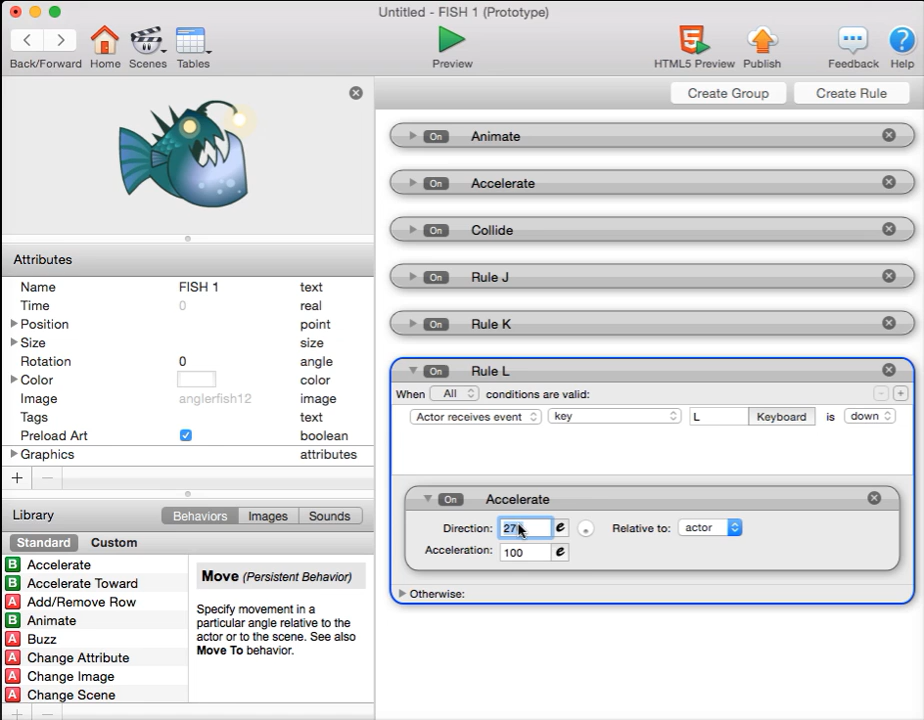 Untitled - FISH 1 (Prototype)
Back/Forward Home Scenes Tables Preview HTML5 Preview Publish Feedback Help
Create Group Create Rule
On Animate
On Accelerate
On Collide
On Rule J
On Rule K
On Rule L
When All conditions are valid:
Actor receives event key L Keyboard is down
On Accelerate
Direction: Relative to: actor
Acceleration: 100
Otherwise:
Attributes
Name FISH 1 text
Time 0 real
Position point
Size size
Rotation 0 angle
Color color
Image anglerfish12 image
Tags text
Preload Art boolean
Graphics attributes
Library Behaviors Images Sounds
Standard Custom
B Accelerate
B Accelerate Toward
A Add/Remove Row
B Animate
A Buzz
A Change Attribute
A Change Image
A Change Scene
Move (Persistent Behavior)
Specify movement in a
particular angle relative to the
actor or to the scene. See also
Move To behavior.